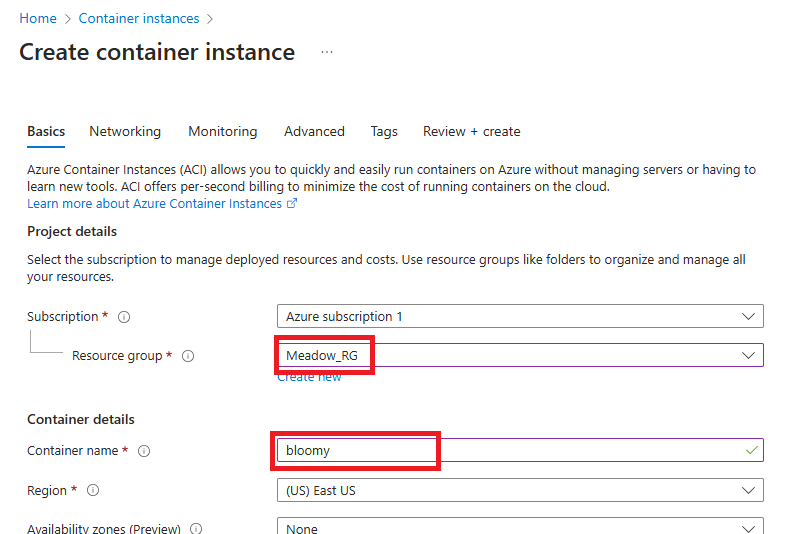 Home > Container instances >
Create container instance ...
Basics Networking Monitoring Advanced Tags Review + create
Azure Container Instances (ACI) allows you to quickly and easily run containers on Azure without managing servers or having to
learn new tools. ACI offers per-second billing to minimize the cost of running containers on the cloud.
Learn more about Azure Container Instances
Project details
Select the subscription to manage deployed resources and costs. Use resource groups like folders to organize and manage all
your resources.
Subscription * Azure subscription 1
Resource group * Meadow_RG
Create new
Container details
Container name * bloomy
Region * (US) East US
Availability zones (Preview) None